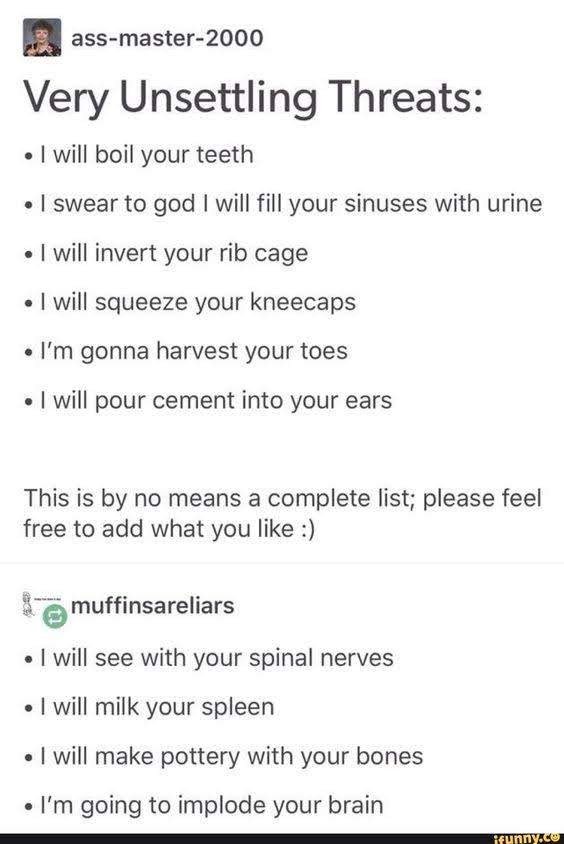 ass-master-2000
Very Unsettling Threats:
• I will boil your teeth
• I swear to god I will fill your sinuses with urine
• I will invert your rib cage
• I will squeeze your kneecaps
• I'm gonna harvest your toes
• I will pour cement into your ears
This is by no means a complete list; please feel
free to add what you like :)
muffinsareliars
• I will see with your spinal nerves
• I will milk your spleen
• I will make pottery with your bones
• I'm going to implode your brain
ifunny.co